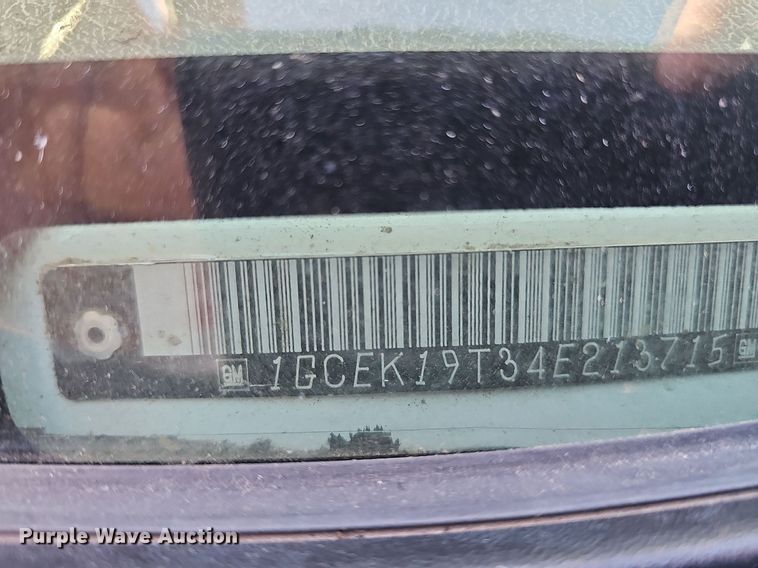 GM 1GCEK19T34E213715 GM
Purple Wave Auction